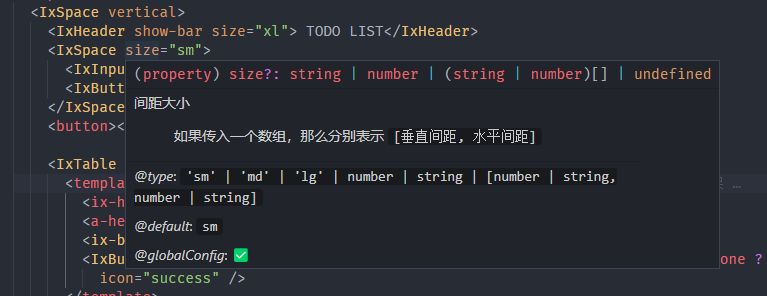 <IxSpace vertical>
<IxHeader show-bar size="xl"> TODO LIST</IxHeader>
<IxSpace size="sm">
<IxInpu
(property) size?: string | number | (string | number)[] | undefined
<IxButt
间距大小
</IxSpace
<button><
如果传入一个数组，那么分别表示 [垂直间距, 水平间距]
<IxTable
@type: 'sm' | 'md' | 'lg' | number | string | [number | string,
<templa
number | string]
<ix-h
<a-he
@default: sm
<ix-b
<IxBu
@globalConfig: ✅
one ?
icon="success" />
</template>